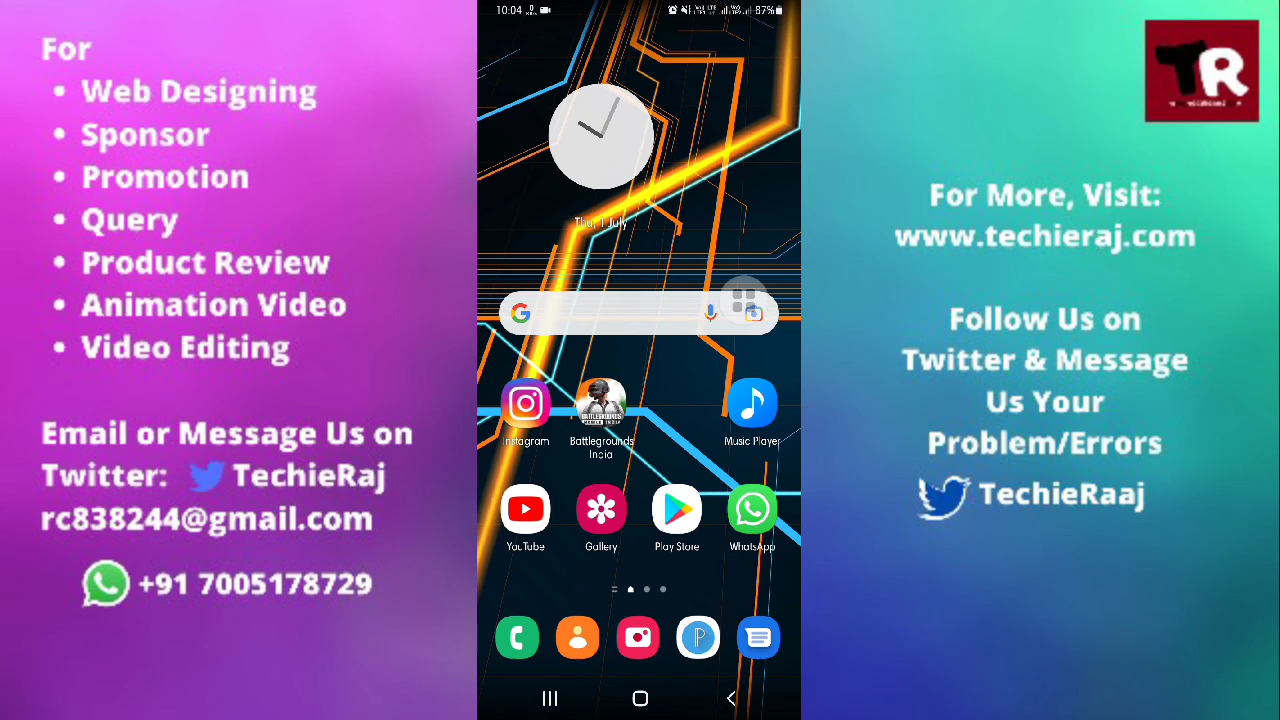 For
• Web Designing
• Sponsor
• Promotion
• Query
• Product Review
• Animation Video
• Video Editing
Email or Message Us on
Twitter: TechieRaj
rc838244@gmail.com
+91 7005178729
10:04
87%
Thu, 1 July
Instagram
Battlegrounds
India
Music Player
YouTube
Gallery
Play Store
WhatsApp
TR
For More, Visit:
www.techieraj.com
Follow Us on
Twitter & Message
Us Your
Problem/Errors
TechieRaaj